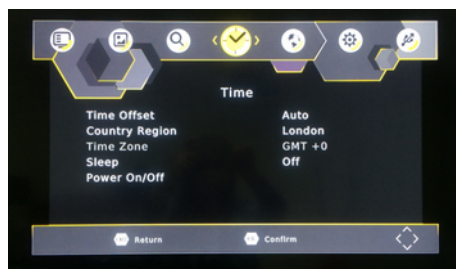 Time
Time Offset Auto
Country Region London
Time Zone GMT +0
Sleep Off
Power On/Off
Return Confirm